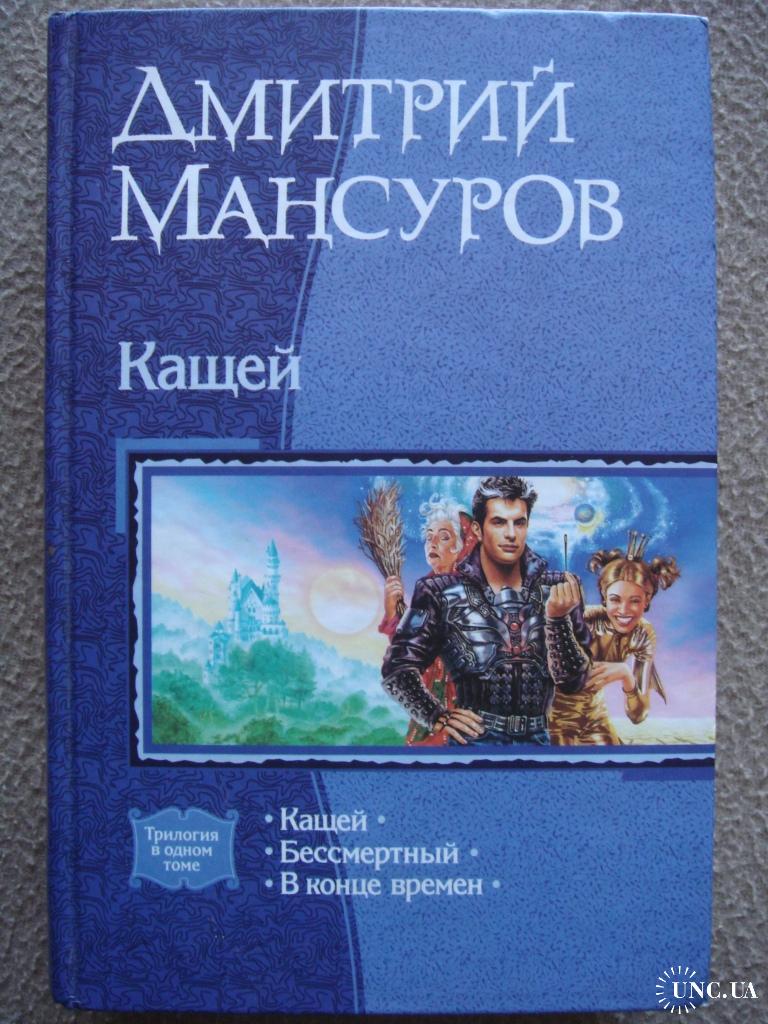 Дмитрий
Мансуров
Кащей
Трилогия
в одном
томе
• Кащей •
• Бессмертный •
• В конце времен •
UNC.UA